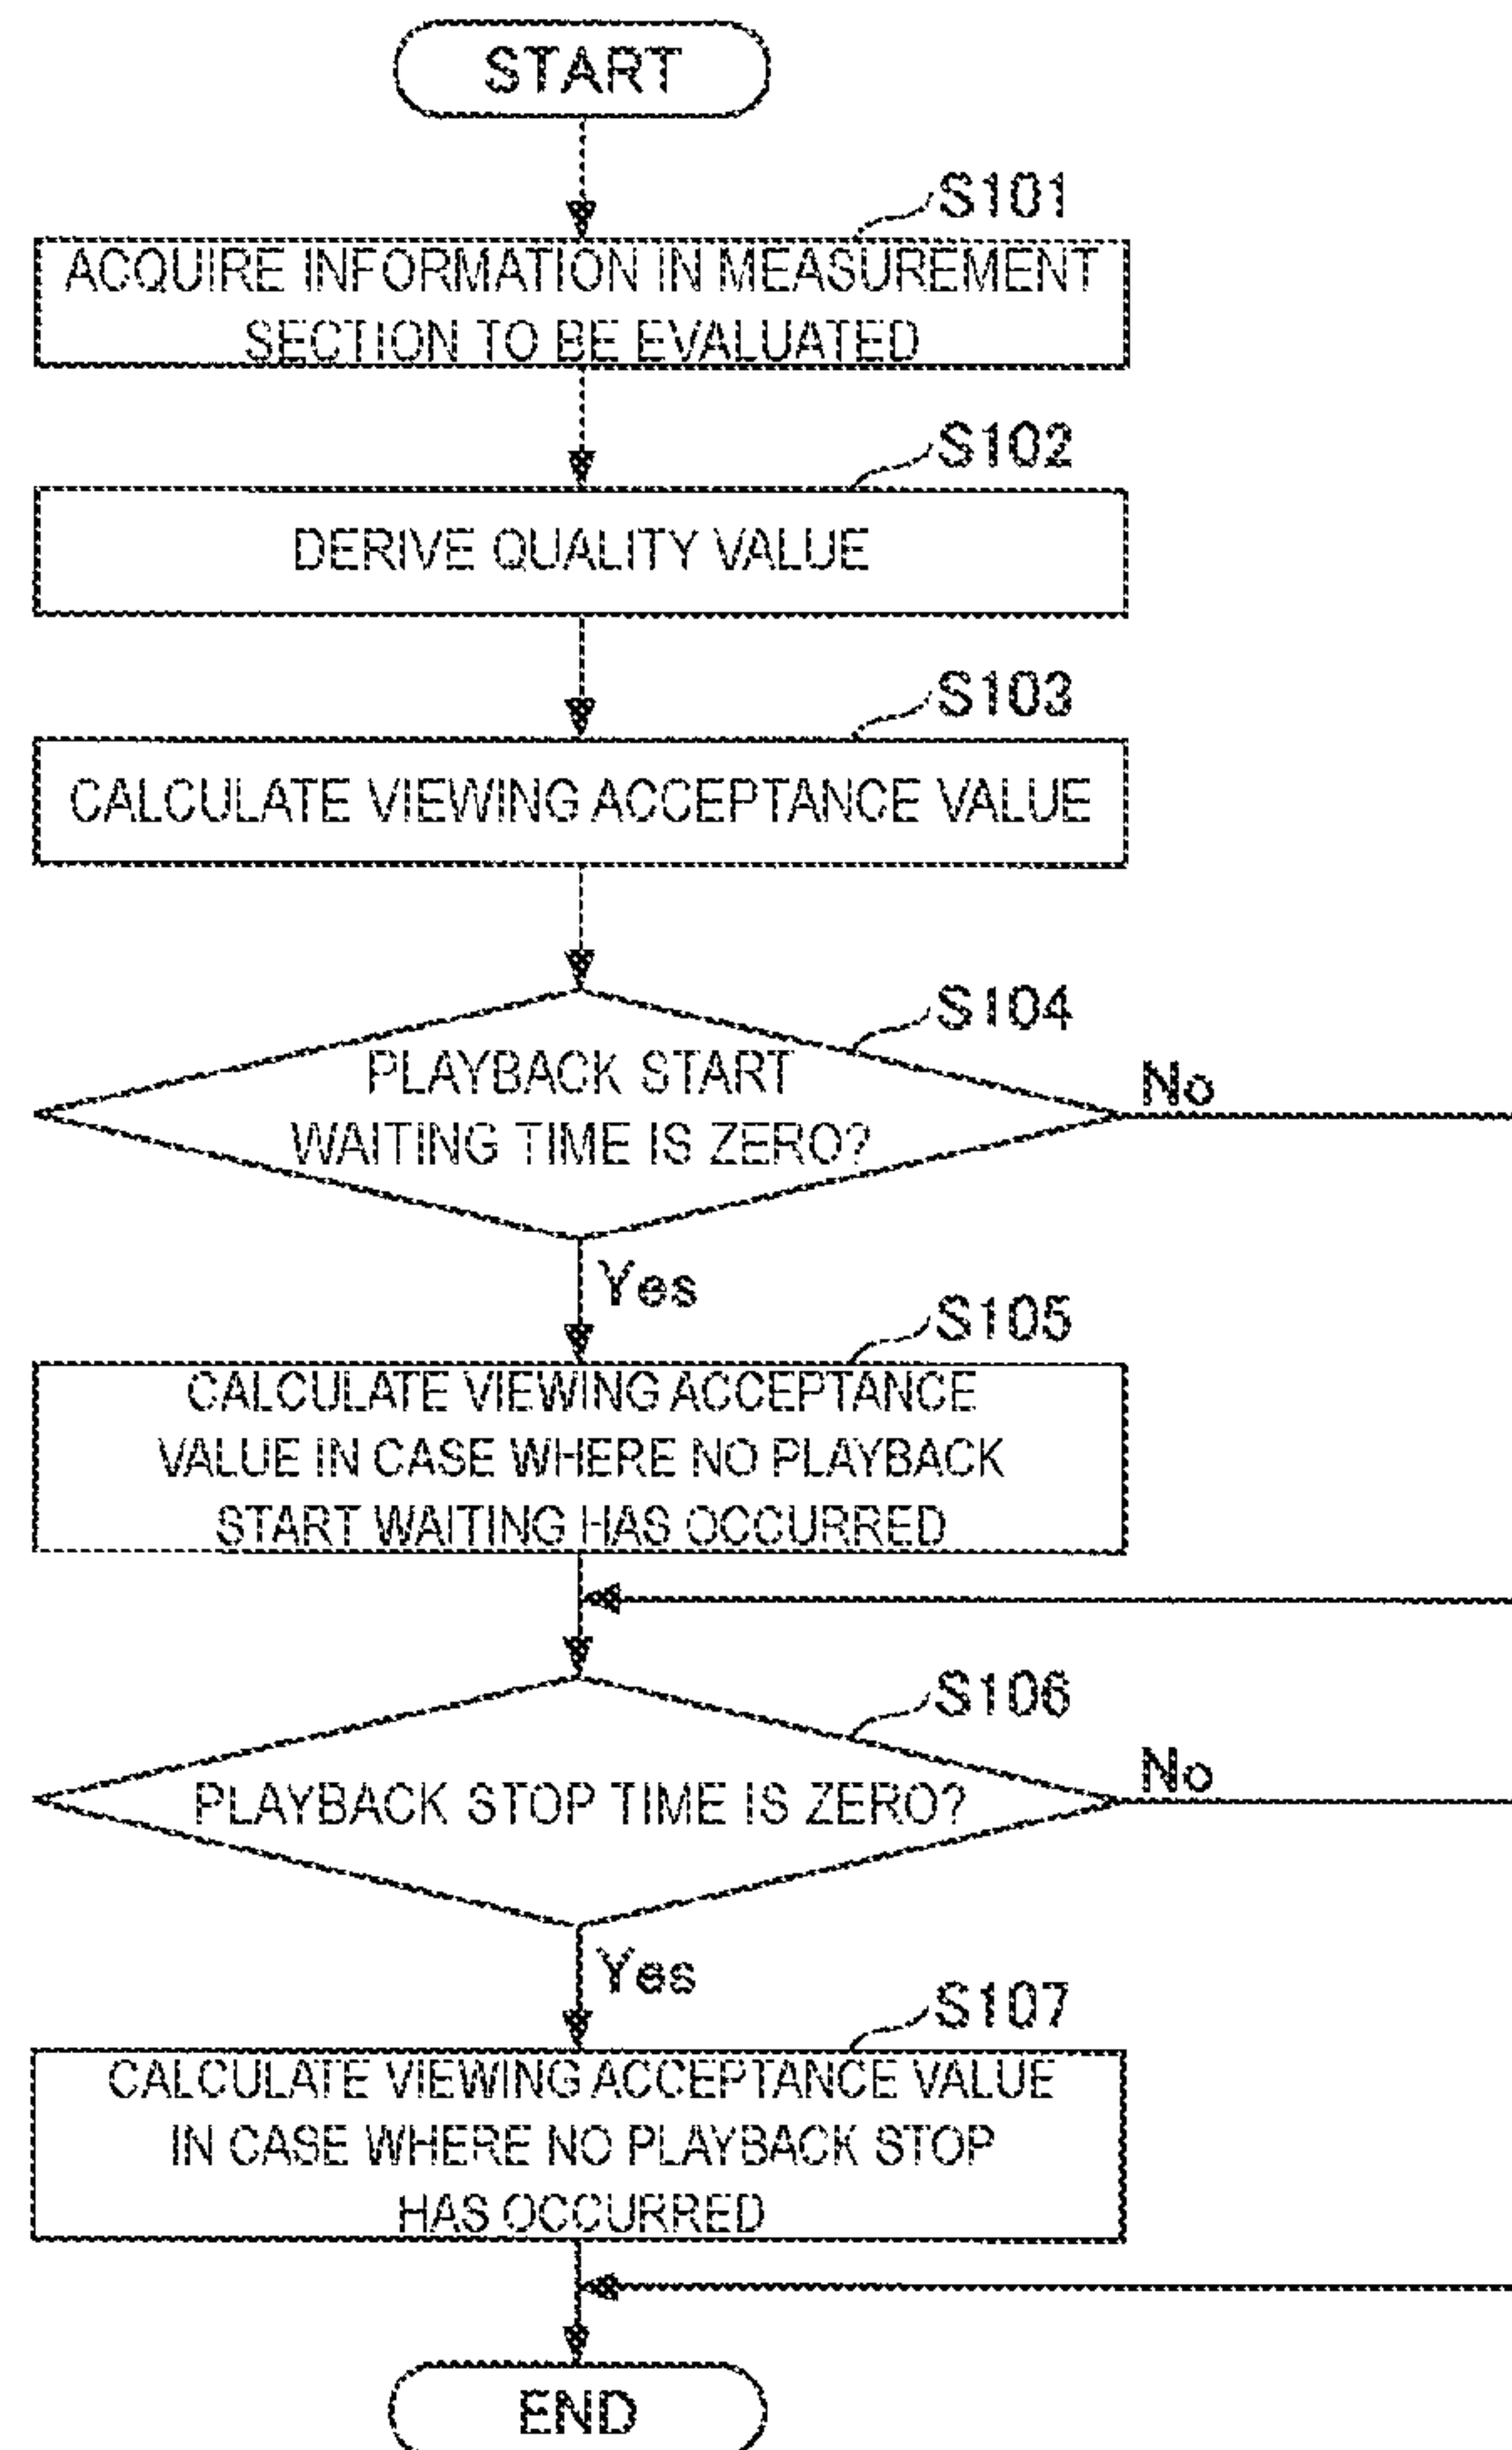 START
S101
ACQUIRE INFORMATION IN MEASUREMENT
SECTION TO BE EVALUATED
S102
DERIVE QUALITY VALUE
S103
CALCULATE VIEWING ACCEPTANCE VALUE
S104
PLAYBACK START
WAITING TIME IS ZERO?
No
Yes
S105
CALCULATE VIEWING ACCEPTANCE
VALUE IN CASE WHERE NO PLAYBACK
START WAITING HAS OCCURRED
S106
PLAYBACK STOP TIME IS ZERO?
No
Yes
S107
CALCULATE VIEWING ACCEPTANCE VALUE
IN CASE WHERE NO PLAYBACK STOP
HAS OCCURRED
END